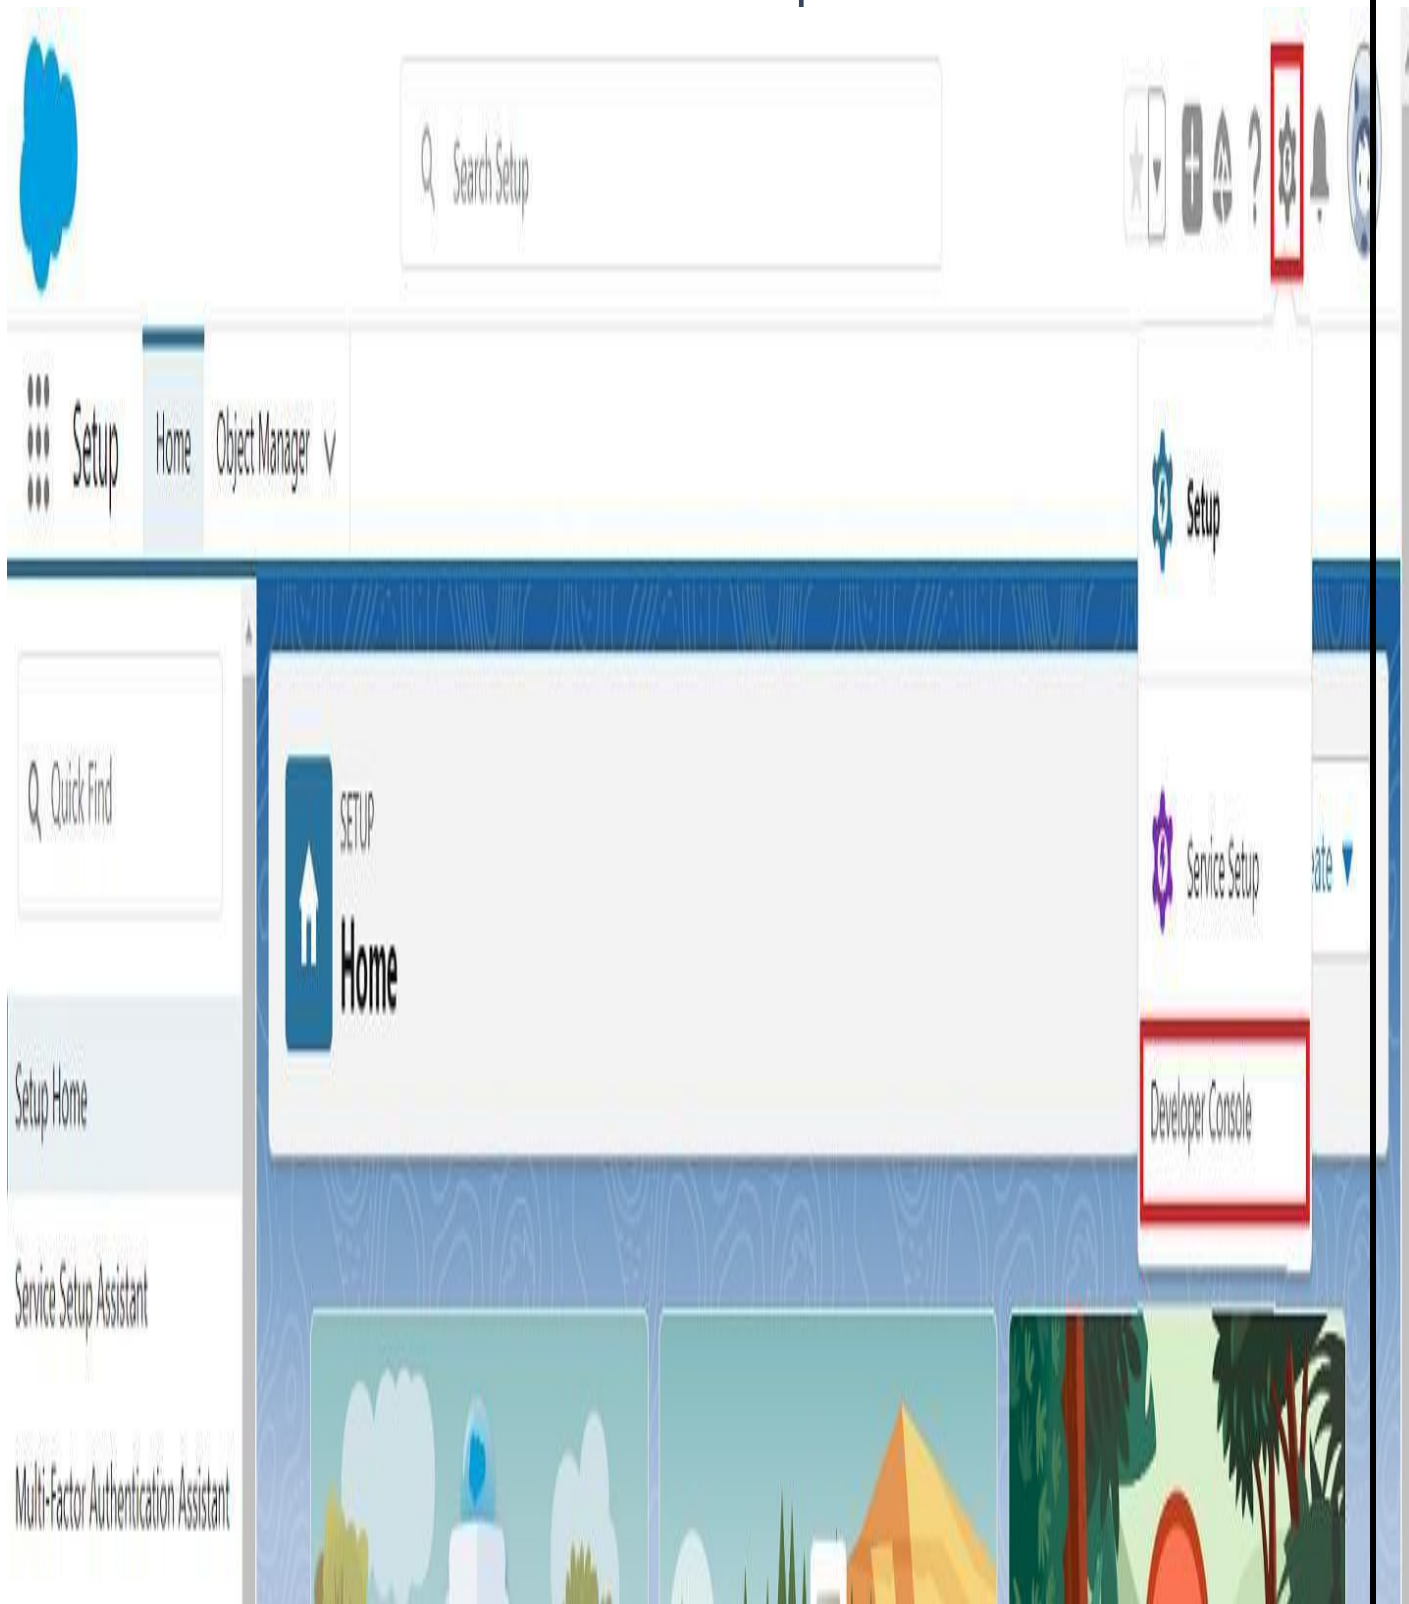 Search Setup
?
Setup
Home
Object Manager
Setup
Quick Find
SETUP
Home
Service Setup
eate
Setup Home
Developer Console
Service Setup Assistant
Multi-Factor Authentication Assistant